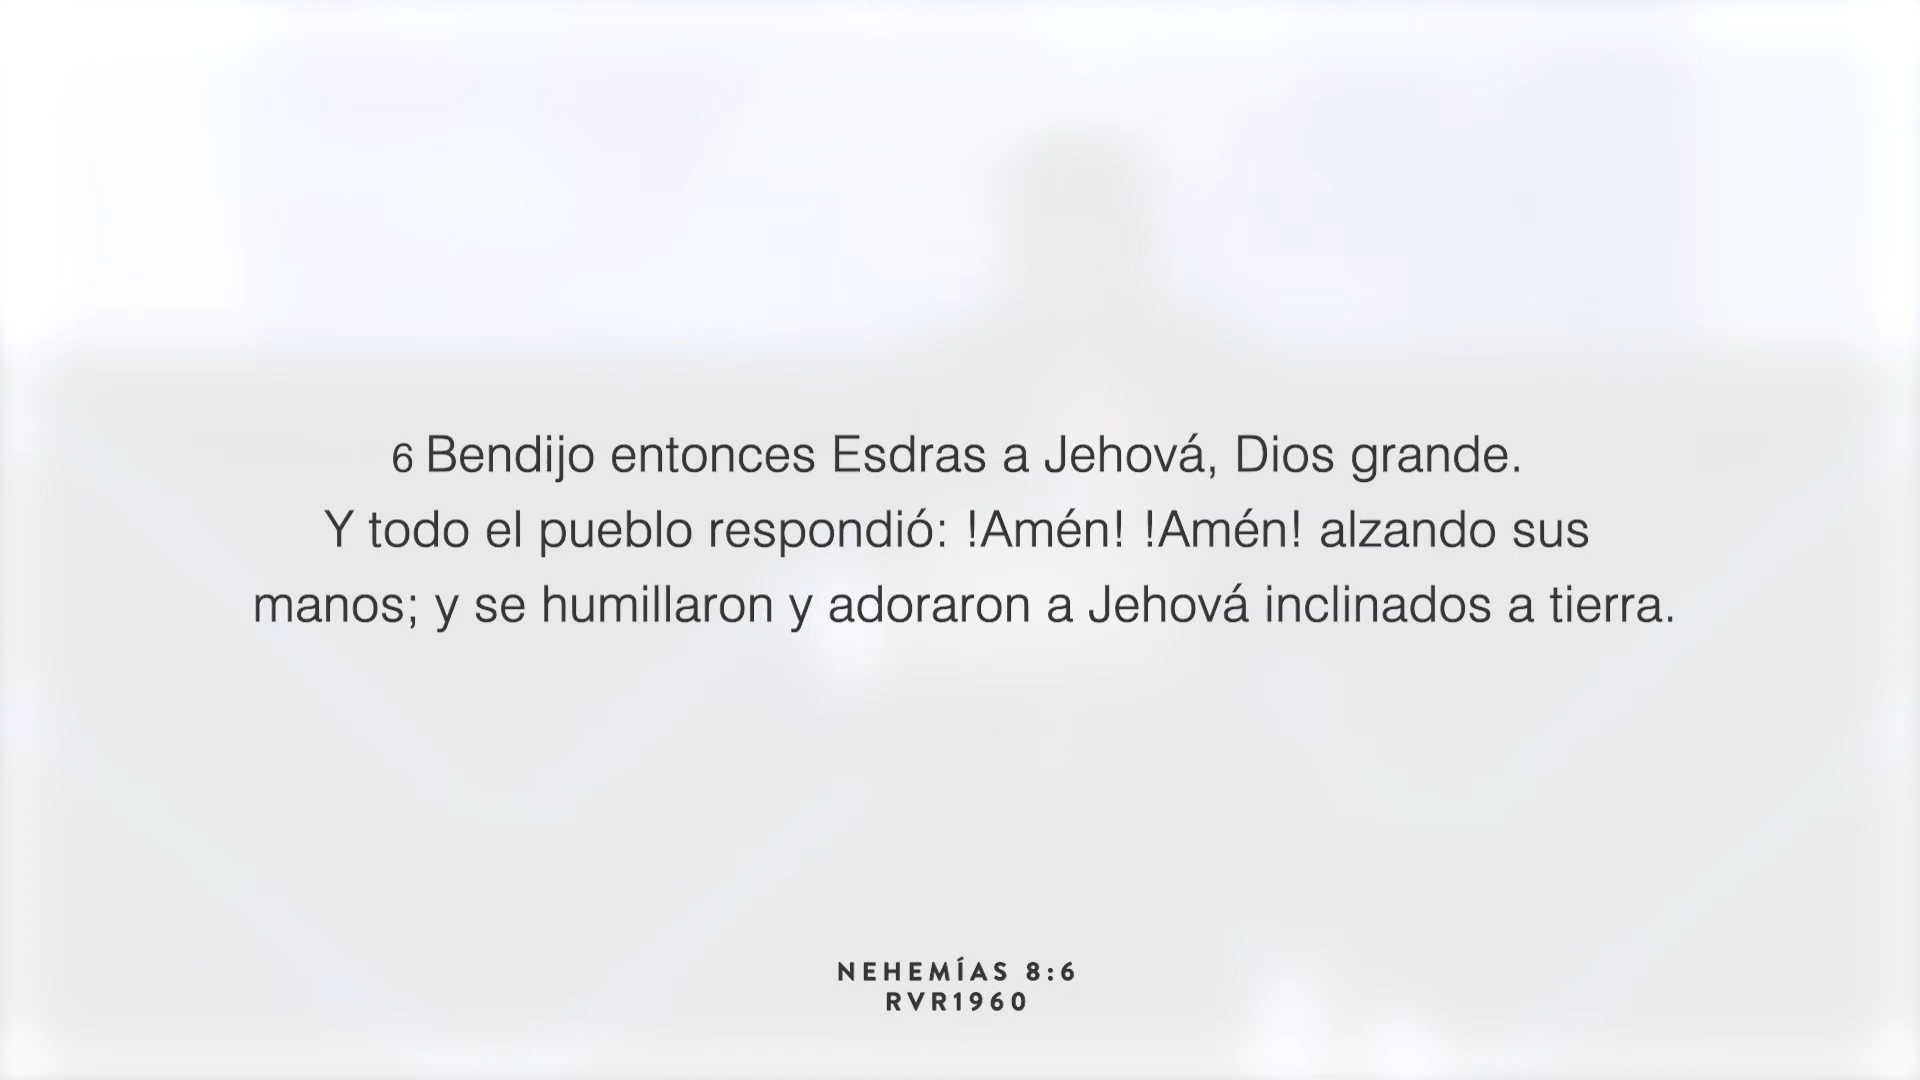 6 Bendijo entonces Esdras a Jehová, Dios grande.
Y todo el pueblo respondió: !Amén! !Amén! alzando sus
manos; y se humillaron y adoraron a Jehová inclinados a tierra.
NEHEMÍAS 8:6
RVR1960